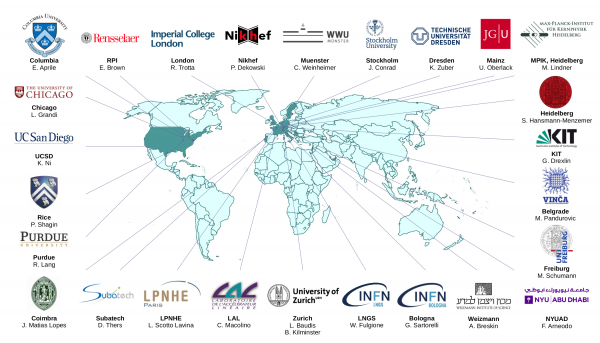 COLUMBIA UNIVERSITY
Columbia
E. Aprile
Rensselaer
RPI
E. Brown
Imperial College
London
London
R. Trotta
Nikhef
Nikhef
P. Dekowski
WWU
MÜNSTER
Muenster
C. Weinheimer
Stockholm
University
Stockholm
J. Conrad
TECHNISCHE
UNIVERSITÄT
DRESDEN
Dresden
K. Zuber
JG|U
Mainz
U. Oberlack
MAX-PLANCK-INSTITUT
FÜR KERNPHYSIK
HEIDELBERG
MPIK, Heidelberg
M. Lindner
THE UNIVERSITY OF
CHICAGO
Chicago
L. Grandi
Heidelberg
S. Hansmann-Menzemer
UC San Diego
UCSD
K. Ni
KIT
KIT
G. Drexlin
Rice
P. Shagin
VINČA
Belgrade
M. Pandurovic
PURDUE
UNIVERSITY
Purdue
R. Lang
UNI
FREIBURG
Freiburg
M. Schumann
Coimbra
J. Matias Lopes
Subatech
Subatech
D. Thers
LPNHE
PARIS
LPNHE
L. Scotto Lavina
LAL
LABORATOIRE
DE L'ACCÉLÉRATEUR
LINÉAIRE
LAL
C. Macolino
University of
Zurich
Zurich
L. Baudis
B. Kilminster
INFN
LNGS
LNGS
W. Fulgione
INFN
BOLOGNA
Bologna
G. Sartorelli
מכון ויצמן למדע
WEIZMANN INSTITUTE OF SCIENCE
Weizmann
A. Breskin
جامعة نيويورك أبوظبي
NYU ABU DHABI
NYUAD
F. Arneodo